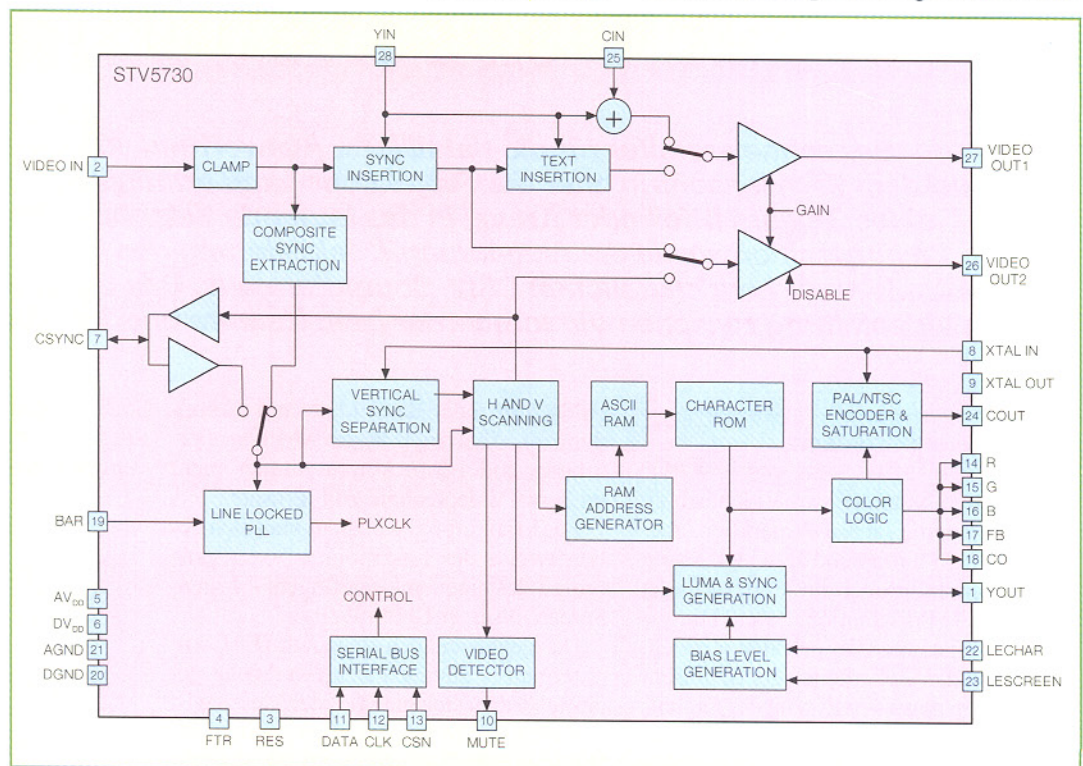 YIN
28
CIN
25
STV5730
VIDEO IN
2
CLAMP
SYNC
INSERTION
TEXT
INSERTION
+
27
VIDEO
OUT1
GAIN
COMPOSITE
SYNC
EXTRACTION
26
VIDEO
OUT2
DISABLE
CSYNC
7
8
XTAL IN
9
XTAL OUT
VERTICAL
SYNC
SEPARATION
H AND V
SCANNING
ASCII
RAM
CHARACTER
ROM
PAL/NTSC
ENCODER &
SATURATION
24
COUT
14
R
15
G
16
B
17
FB
18
CO
BAR
19
LINE LOCKED
PLL
PLXCLK
RAM
ADDRESS
GENERATOR
COLOR
LOGIC
LUMA & SYNC
GENERATION
1
YOUT
AVDD
5
DVDD
6
AGND
21
DGND
20
CONTROL
SERIAL BUS
INTERFACE
VIDEO
DETECTOR
BIAS LEVEL
GENERATION
22
LECHAR
23
LESCREEN
4
FTR
3
RES
11
DATA
12
CLK
13
CSN
10
MUTE